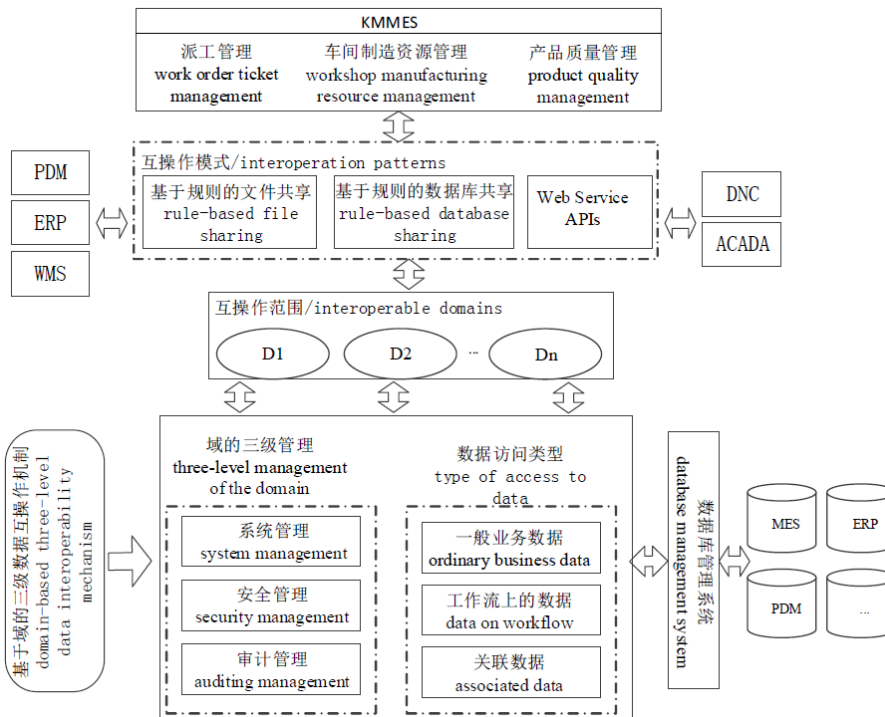 KMMES
派工管理
work order ticket
management
车间制造资源管理
workshop manufacturing
resource management
产品质量管理
product quality
management
互操作模式/interoperation patterns
基于规则的文件共享
rule-based file
sharing
基于规则的数据库共享
rule-based database
sharing
Web Service
APIs
PDM
ERP
WMS
DNC
ACADA
互操作范围/interoperable domains
D1
D2
...
Dn
基于域的三级数据互操作机制
domain-based three-level
data interoperability
mechanism
域的三级管理
three-level management
of the domain
系统管理
system management
安全管理
security management
审计管理
auditing management
数据访问类型
type of access to
data
一般业务数据
ordinary business data
工作流上的数据
data on workflow
关联数据
associated data
数据库管理系统
database management system
MES
ERP
PDM
...